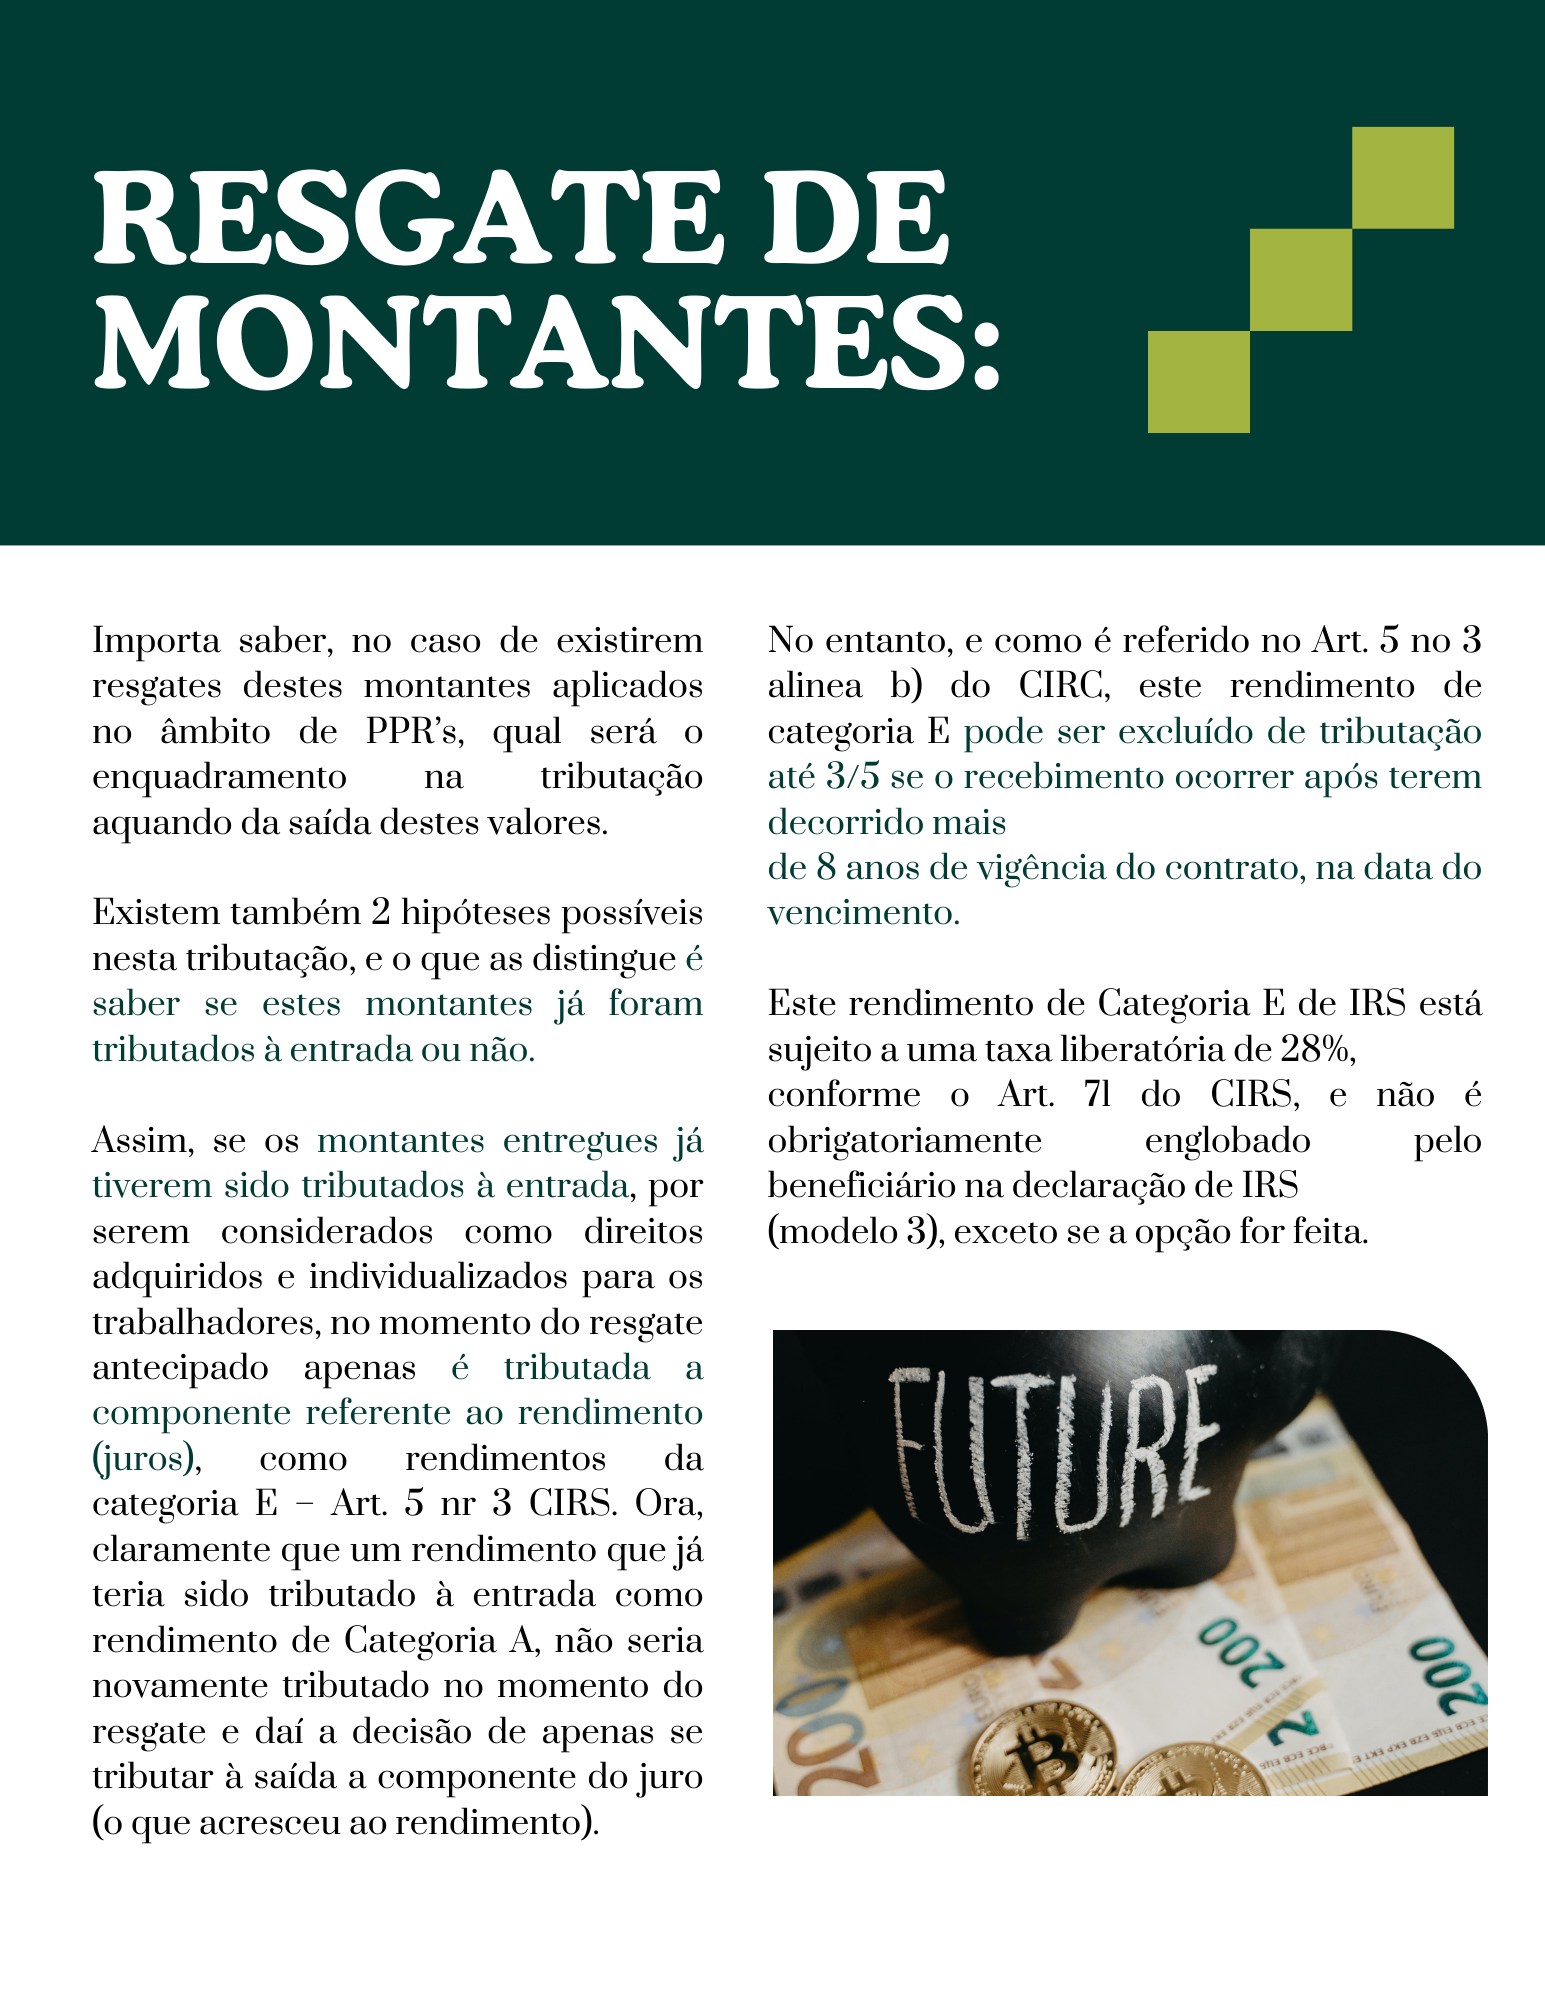 RESGATE DE
MONTANTES:
Importa saber, no caso de existirem
resgates destes montantes aplicados
no âmbito de PPR's, qual será o
enquadramento na tributação
aquando da saída destes valores.
Existem também 2 hipóteses possíveis
nesta tributação, e o que as distingue é
saber se estes montantes já foram
tributados à entrada ou não.
Assim, se os montantes entregues já
tiverem sido tributados à entrada, por
serem considerados como direitos
adquiridos e individualizados para os
trabalhadores, no momento do resgate
antecipado apenas é tributada a
componente referente ao rendimento
(juros), como rendimentos da
categoria E – Art. 5 nr 3 CIRS. Ora,
claramente que um rendimento que já
teria sido tributado à entrada como
rendimento de Categoria A, não seria
novamente tributado no momento do
resgate e daí a decisão de apenas se
tributar à saída a componente do juro
(o que acresceu ao rendimento).
No entanto, e como é referido no Art. 5 no 3
alinea b) do CIRC, este rendimento de
categoria E pode ser excluído de tributação
até 3/5 se o recebimento ocorrer após terem
decorrido mais
de 8 anos de vigência do contrato, na data do
vencimento.
Este rendimento de Categoria E de IRS está
sujeito a uma taxa liberatória de 28%,
conforme o Art. 71 do CIRS, e não é
obrigatoriamente englobado pelo
beneficiário na declaração de IRS
(modelo 3), exceto se a opção for feita.
FUTURE
200
200
200